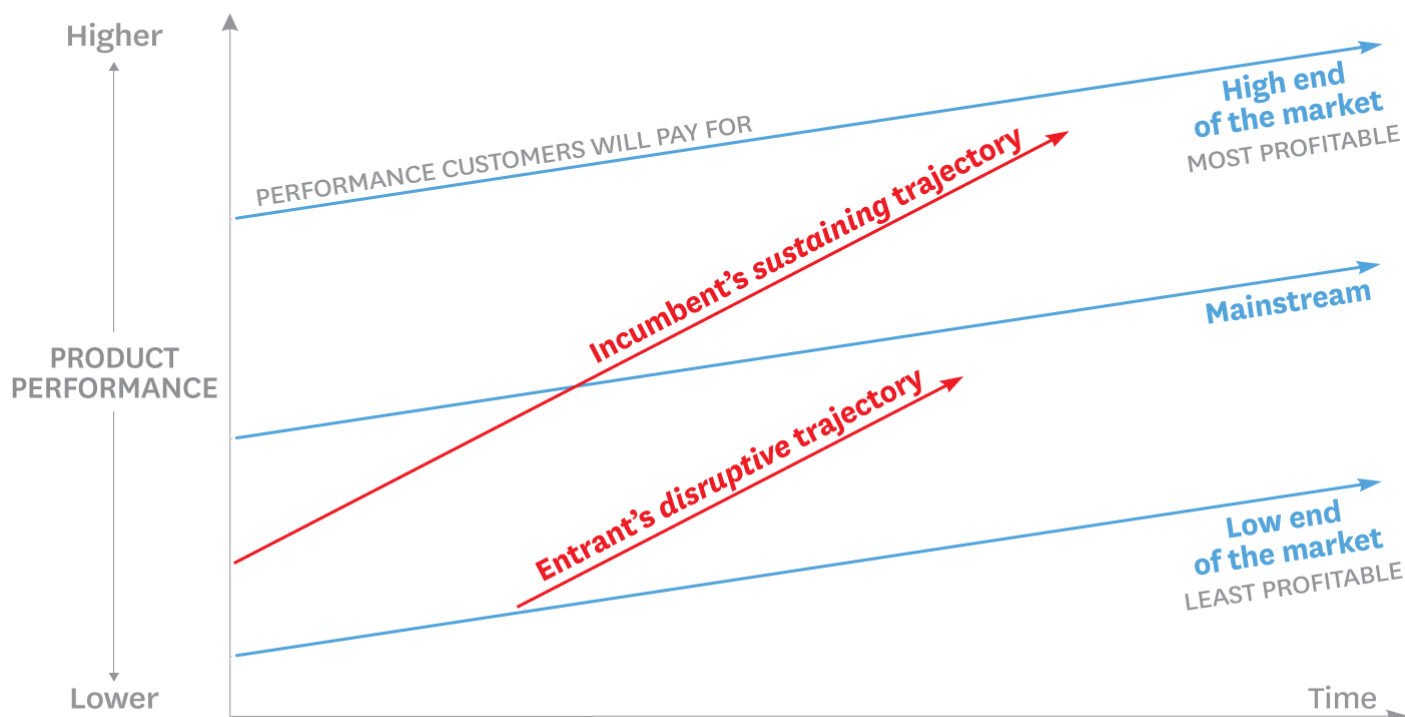 Higher
PRODUCT
PERFORMANCE
Lower
PERFORMANCE CUSTOMERS WILL PAY FOR
Incumbent’s sustaining trajectory
Entrant’s disruptive trajectory
High end
of the market
MOST PROFITABLE
Mainstream
Low end
of the market
LEAST PROFITABLE
Time